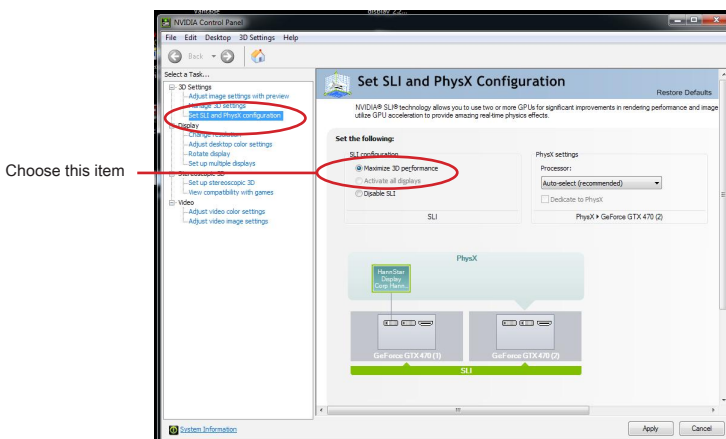 Vantage
display 2.2...
NVIDIA Control Panel
File Edit Desktop 3D Settings Help
Back
Select a Task...
3D Settings
Adjust image settings with preview
Manage 3D settings
Set SLI and PhysX configuration
Display
Change resolution
Adjust desktop color settings
Rotate display
Set up multiple displays
Stereoscopic 3D
Set up stereoscopic 3D
View compatibility with games
Video
Adjust video color settings
Adjust video image settings
System Information
Choose this item
Set SLI and PhysX Configuration
Restore Defaults
NVIDIA® SLI® technology allows you to use two or more GPUs for significant improvements in rendering performance and image
utilize GPU acceleration to provide amazing real-time physics effects.
Set the following:
SLI configuration
Maximize 3D performance
Activate all displays
Disable SLI
SLI
PhysX settings
Processor:
Auto-select (recommended)
Dedicate to PhysX
PhysX ▸ GeForce GTX 470 (2)
PhysX
HannStar
Display
Corp Hann...
GeForce GTX 470 (1)
GeForce GTX 470 (2)
SLI
Apply
Cancel